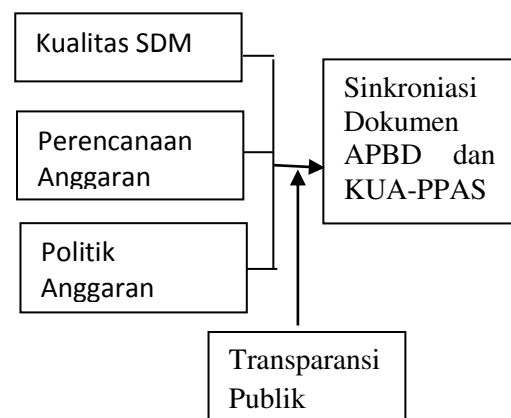 Kualitas SDM
Perencanaan
Anggaran
Politik
Anggaran
Sinkroniasi
Dokumen
APBD dan
KUA-PPAS
Transparansi
Publik